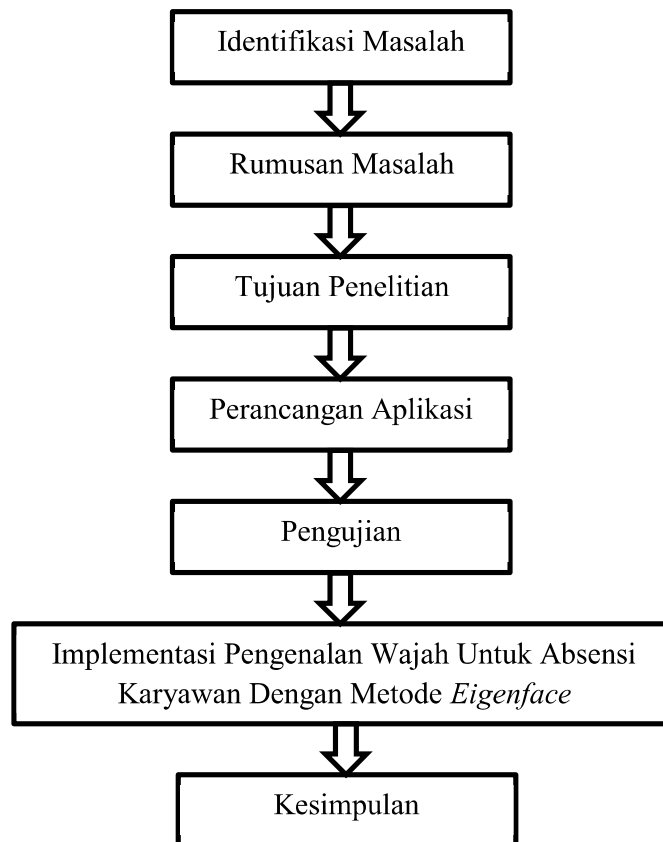 Identifikasi Masalah
Rumusan Masalah
Tujuan Penelitian
Perancangan Aplikasi
Pengujian
Implementasi Pengenalan Wajah Untuk Absensi
Karyawan Dengan Metode Eigenface
Kesimpulan